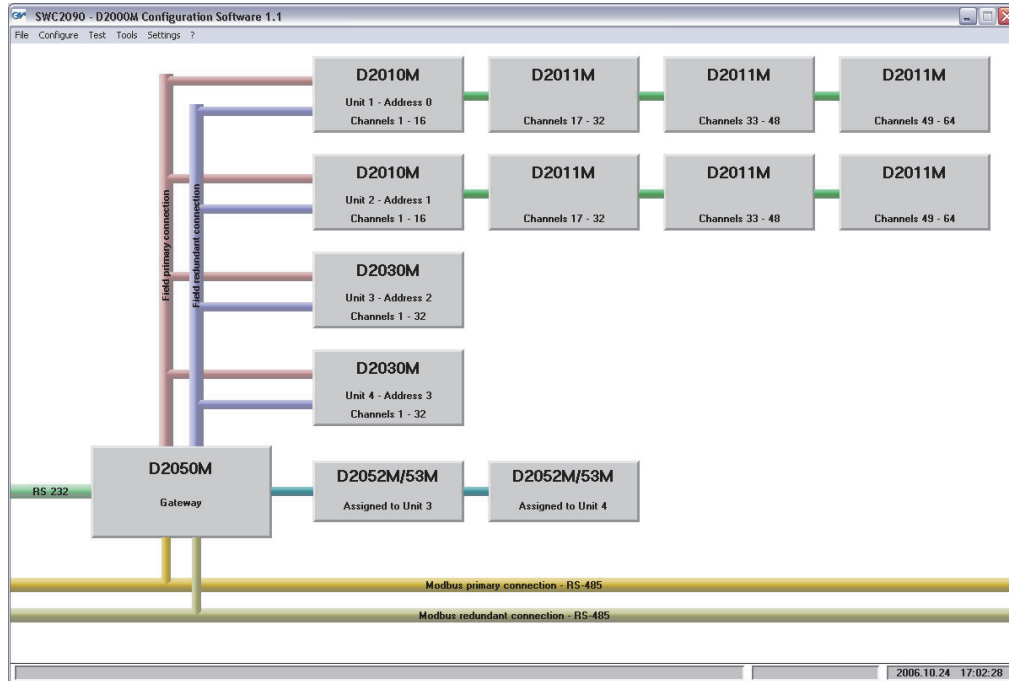 SWC2090 - D2000M Configuration Software 1.1
File Configure Test Tools Settings ?
D2010M
Unit 1 - Address 0
Channels 1 - 16
D2011M
Channels 17 - 32
D2011M
Channels 33 - 48
D2011M
Channels 49 - 64
D2010M
Unit 2 - Address 1
Channels 1 - 16
D2011M
Channels 17 - 32
D2011M
Channels 33 - 48
D2011M
Channels 49 - 64
Field primary connection
Field redundant connection
D2030M
Unit 3 - Address 2
Channels 1 - 32
D2030M
Unit 4 - Address 3
Channels 1 - 32
RS 232
D2050M
Gateway
D2052M/53M
Assigned to Unit 3
D2052M/53M
Assigned to Unit 4
Modbus primary connection - RS-485
Modbus redundant connection - RS-485
2006.10.24 17:02:28